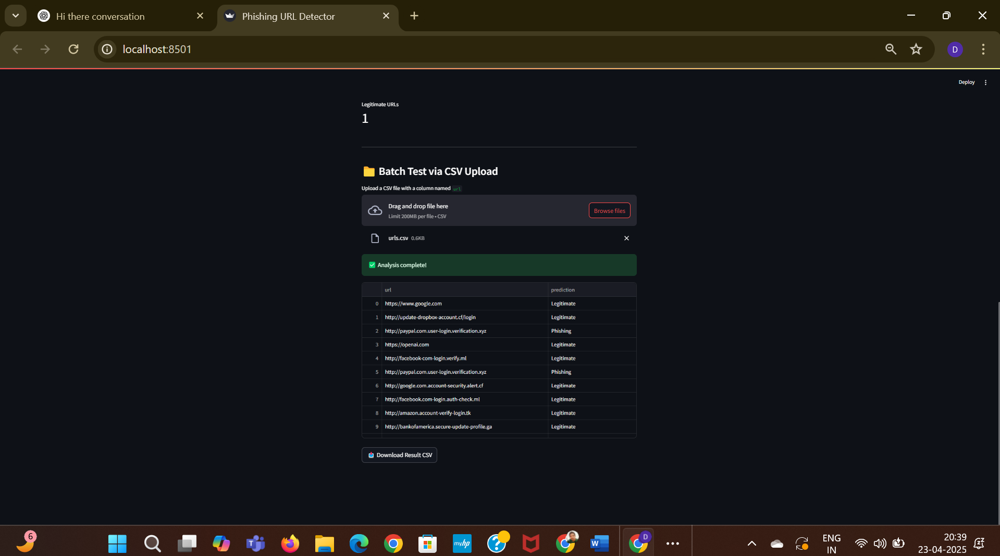 Hi there conversation
Phishing URL Detector
localhost:8501
D
Deploy
Legitimate URLs
1
Batch Test via CSV Upload
Upload a CSV file with a column named url
Drag and drop file here
Limit 200MB per file • CSV
Browse files
urls.csv 0.6KB
Analysis complete!
url prediction
0 https://www.google.com Legitimate
1 http://update-dropbox-account.cf/login Legitimate
2 http://paypal.com.user-login.verification.xyz Phishing
3 https://openai.com Legitimate
4 http://facebook-com-login.verify.ml Legitimate
5 http://paypal.com.user-login.verification.xyz Phishing
6 http://google.com.account-security.alert.cf Legitimate
7 http://facebook.com-login.auth-check.ml Legitimate
8 http://amazon.account-verify-login.tk Legitimate
9 http://bankofamerica.secure-update-profile.ga Legitimate
Download Result CSV
6
T
myhp
?
W
D
ENG
IN
20:39
23-04-2025